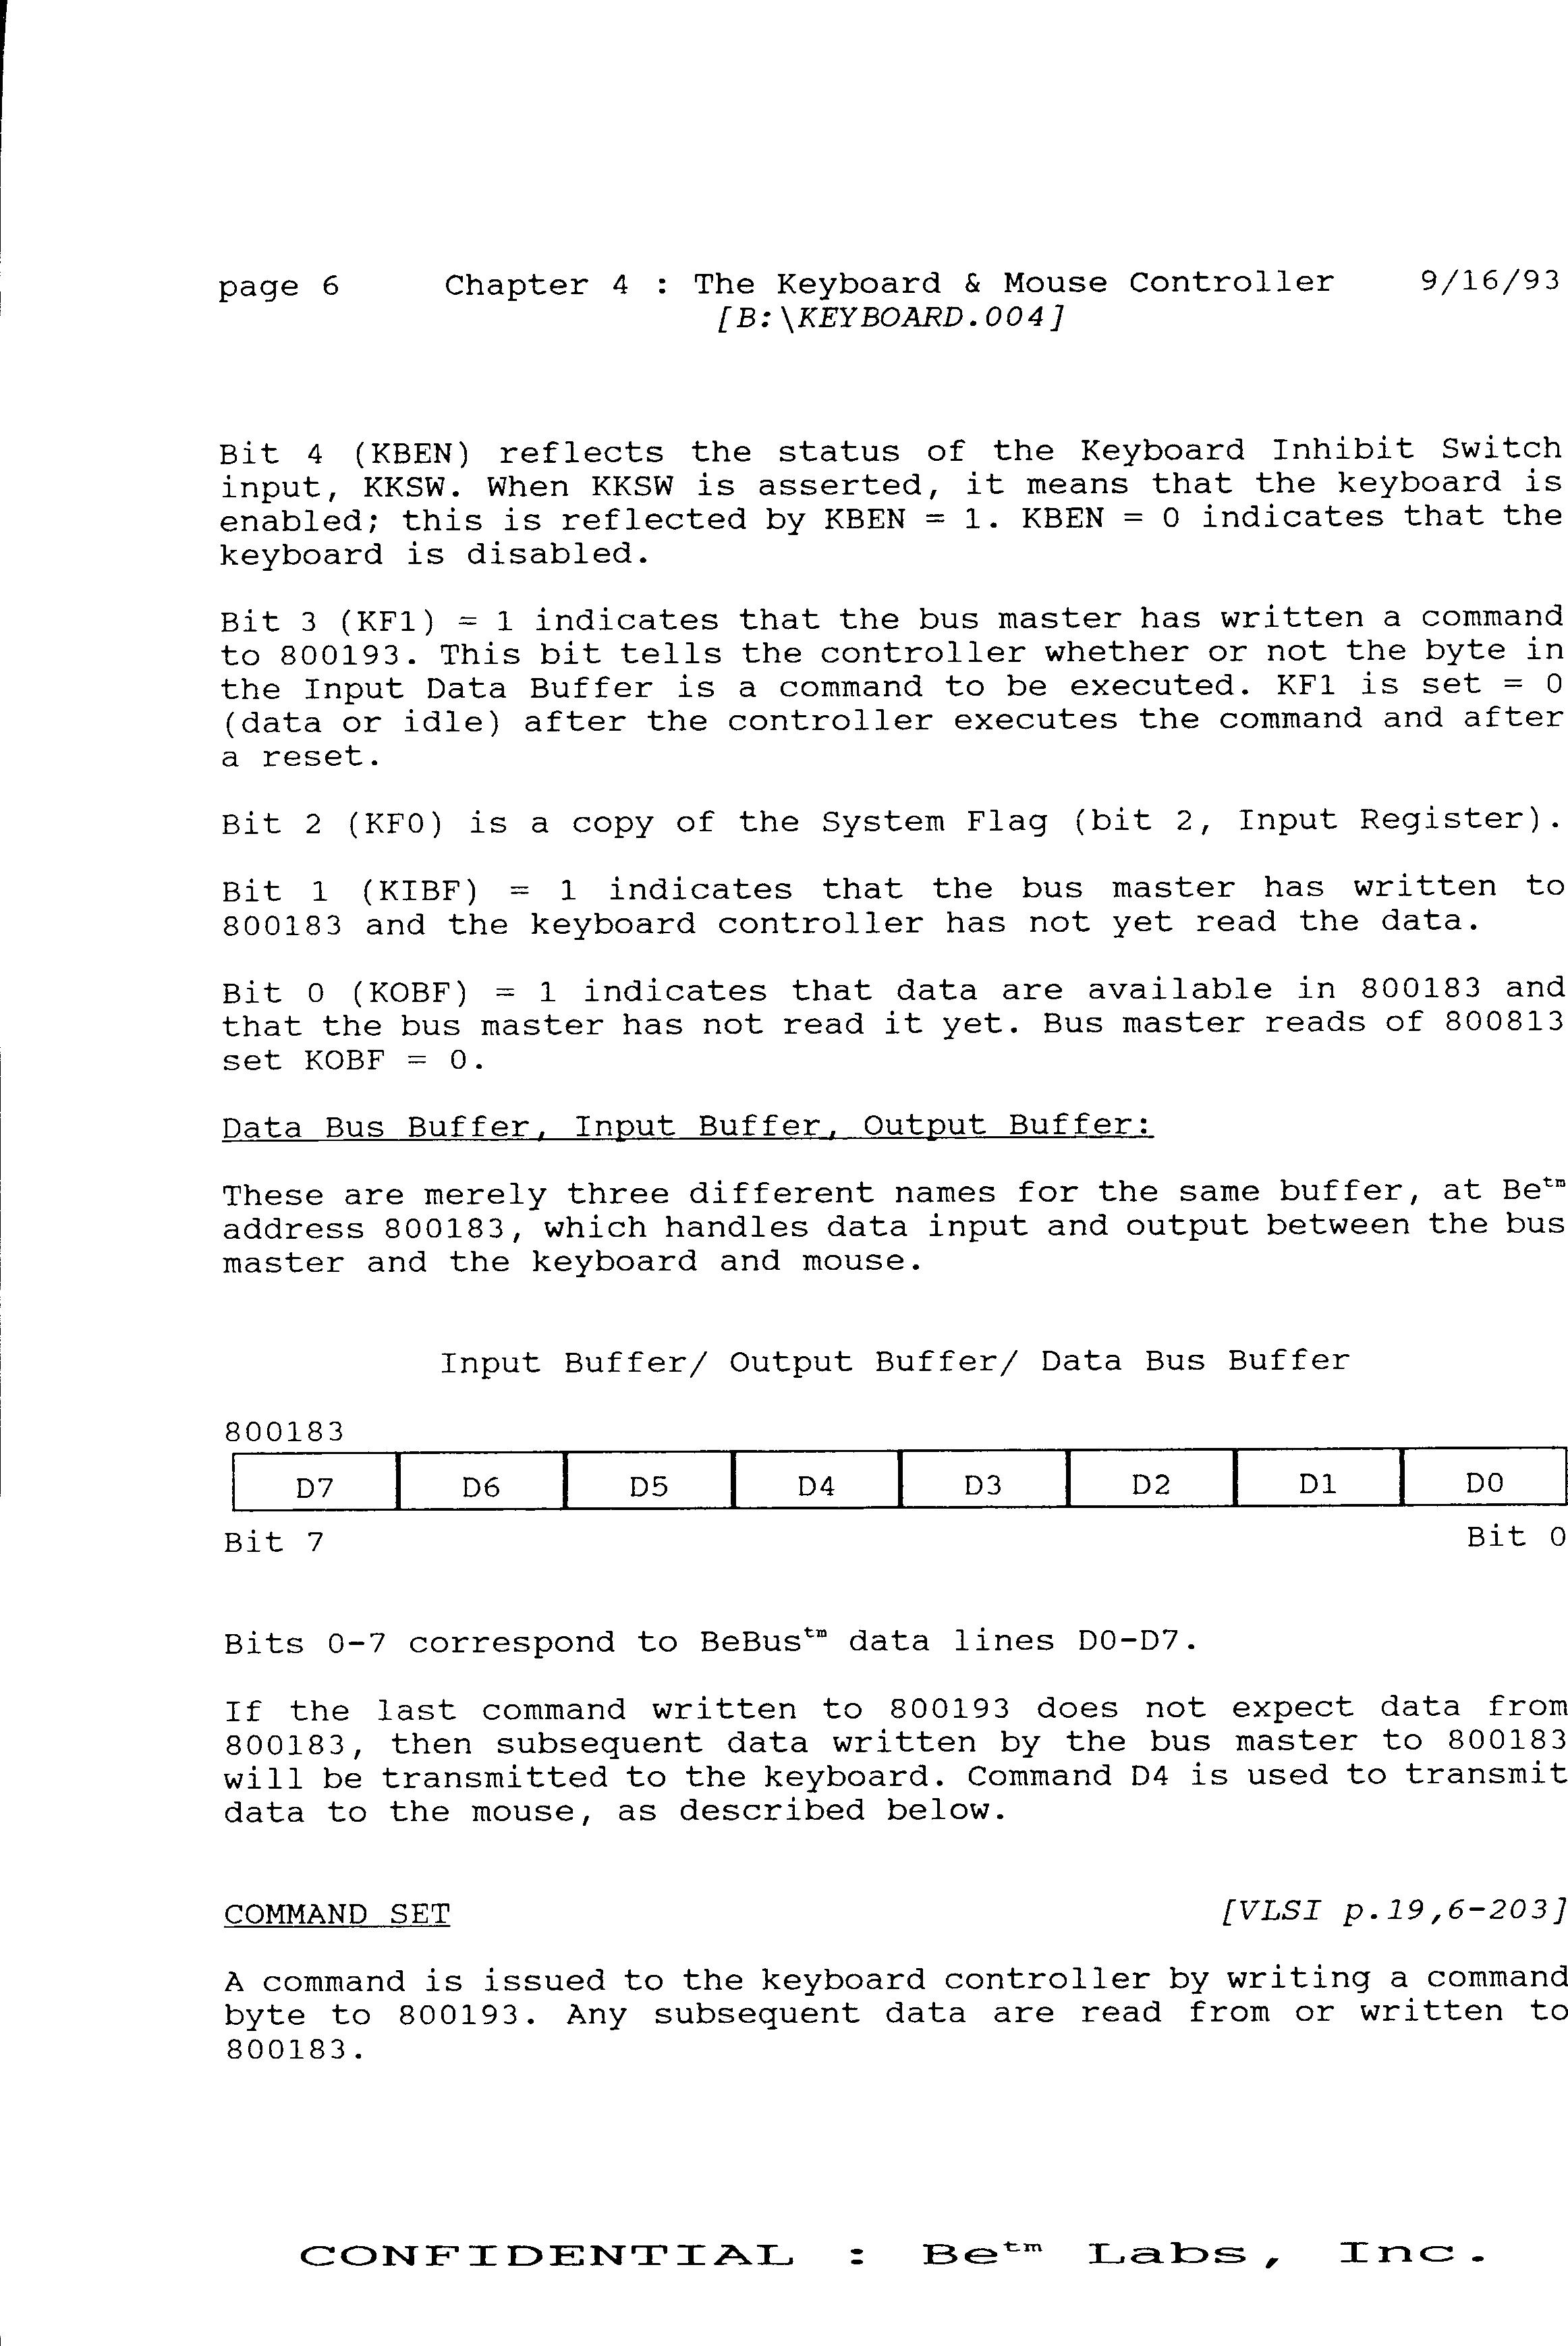 page 6 Chapter 4 : The Keyboard & Mouse Controller 9/16/93
[B:\KEYBOARD.004]
Bit 4 (KBEN) reflects the status of the Keyboard Inhibit Switch
input, KKSW. When KKSW is asserted, it means that the keyboard is
enabled; this is reflected by KBEN = 1. KBEN = 0 indicates that the
keyboard is disabled.
Bit 3 (KF1) = 1 indicates that the bus master has written a command
to 800193. This bit tells the controller whether or not the byte in
the Input Data Buffer is a command to be executed. KF1 is set = 0
(data or idle) after the controller executes the command and after
a reset.
Bit 2 (KF0) is a copy of the System Flag (bit 2, Input Register).
Bit 1 (KIBF) = 1 indicates that the bus master has written to
800183 and the keyboard controller has not yet read the data.
Bit 0 (KOBF) = 1 indicates that data are available in 800183 and
that the bus master has not read it yet. Bus master reads of 800813
set KOBF = 0.
Data Bus Buffer, Input Buffer, Output Buffer:
These are merely three different names for the same buffer, at Be™
address 800183, which handles data input and output between the bus
master and the keyboard and mouse.
Input Buffer/ Output Buffer/ Data Bus Buffer
800183
D7 D6 D5 D4 D3 D2 D1 D0
Bit 7 Bit 0
Bits 0-7 correspond to BeBus™ data lines D0-D7.
If the last command written to 800193 does not expect data from
800183, then subsequent data written by the bus master to 800183
will be transmitted to the keyboard. Command D4 is used to transmit
data to the mouse, as described below.
COMMAND SET [VLSI p.19,6-203]
A command is issued to the keyboard controller by writing a command
byte to 800193. Any subsequent data are read from or written to
800183.
CONFIDENTIAL : Be™ Labs, Inc.